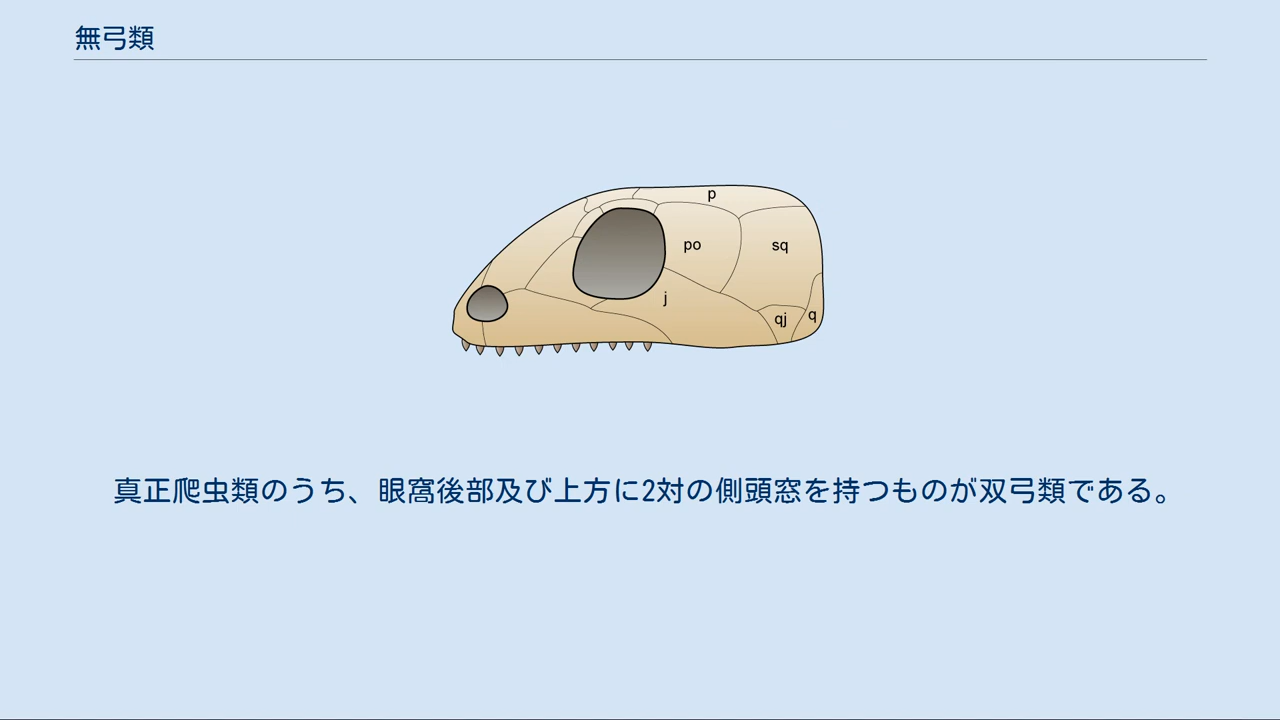 無弓類
p
po
sq
j
qj
q
真正爬虫類のうち、眼窩後部及び上方に2対の側頭窓を持つものが双弓類である。